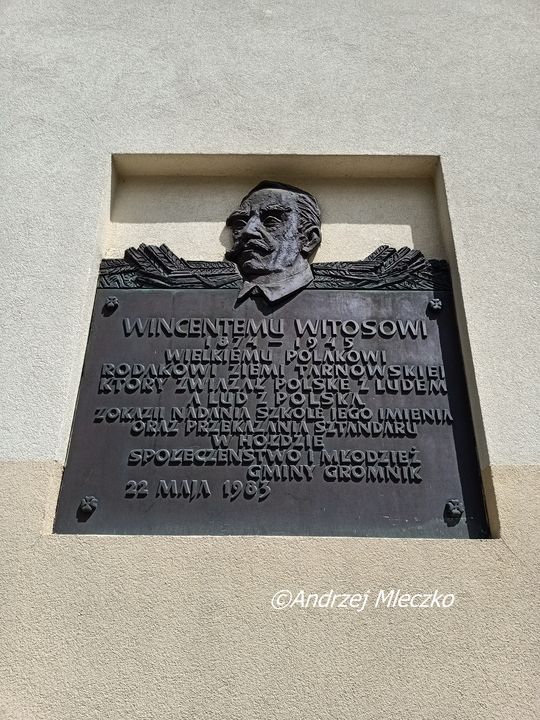 WINCENTEMU WITOSOWI
1874 – 1945
WIELKIEMU POLAKOWI
RODAKOWI ZIEMI TARNOWSKIEJ
KTÓRY ZWIĄZAŁ POLSKĘ Z LUDEM
A LUD Z POLSKĄ
Z OKAZJI NADANIA SZKOLE JEGO IMIENIA
ORAZ PRZEKAZANIA SZTANDARU
W HOŁDZIE
SPOŁECZEŃSTWO I MŁODZIEŻ
GMINY GROMNIK
22 MAJA 1983
©Andrzej Mleczko